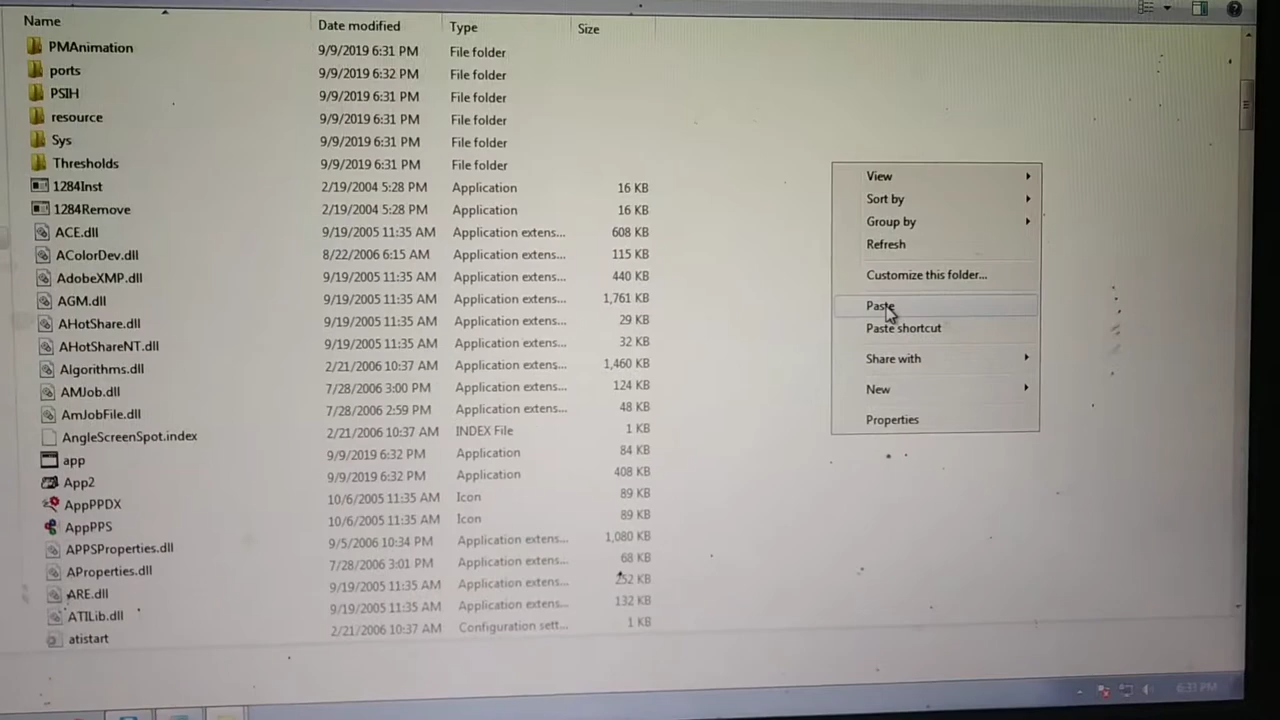 Name Date modified Type Size
PMAnimation 9/9/2019 6:31 PM File folder
ports 9/9/2019 6:32 PM File folder
PSIH 9/9/2019 6:31 PM File folder
resource 9/9/2019 6:31 PM File folder
Sys 9/9/2019 6:31 PM File folder
Thresholds 9/9/2019 6:31 PM File folder
1284Inst 2/19/2004 5:28 PM Application 16 KB
1284Remove 2/19/2004 5:28 PM Application 16 KB
ACE.dll 9/19/2005 11:35 AM Application extens... 608 KB
AColorDev.dll 8/22/2006 6:15 AM Application extens... 115 KB
AdobeXMP.dll 9/19/2005 11:35 AM Application extens... 440 KB
AGM.dll 9/19/2005 11:35 AM Application extens... 1,761 KB
AHotShare.dll 9/19/2005 11:35 AM Application extens... 29 KB
AHotShareNT.dll 9/19/2005 11:35 AM Application extens... 32 KB
Algorithms.dll 2/21/2006 10:37 AM Application extens... 1,460 KB
AMJob.dll 7/28/2006 3:00 PM Application extens... 124 KB
AmJobFile.dll 7/28/2006 2:59 PM Application extens... 48 KB
AngleScreenSpot.index 2/21/2006 10:37 AM INDEX File 1 KB
app 9/9/2019 6:32 PM Application 84 KB
App2 9/9/2019 6:32 PM Application 408 KB
AppPPDX 10/6/2005 11:35 AM Icon 89 KB
AppPPS 10/6/2005 11:35 AM Icon 89 KB
APPSProperties.dll 9/5/2006 10:34 PM Application extens... 1,080 KB
AProperties.dll 7/28/2006 3:01 PM Application extens... 68 KB
ARE.dll 9/19/2005 11:35 AM Application extens... 252 KB
ATILib.dll 9/19/2005 11:35 AM Application extens... 132 KB
atistart 2/21/2006 10:37 AM Configuration sett... 1 KB
View
Sort by
Group by
Refresh
Customize this folder...
Paste
Paste shortcut
Share with
New
Properties
6:33 PM